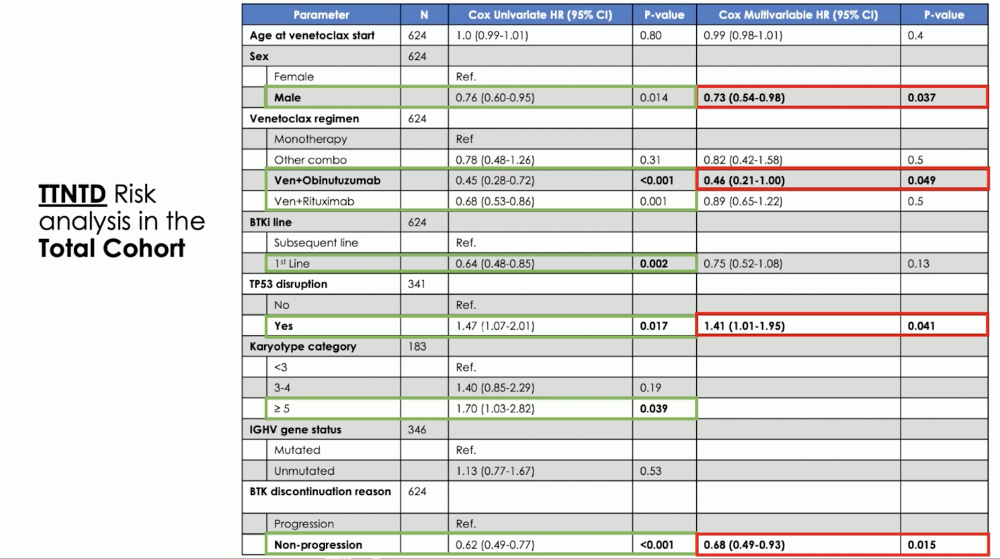 TTNTD Risk
analysis in the
Total Cohort
Parameter N Cox Univariate HR (95% CI) P-value Cox Multivariable HR (95% CI) P-value
Age at venetoclax start 624 1.0 (0.99-1.01) 0.80 0.99 (0.98-1.01) 0.4
Sex 624
Female Ref.
Male 0.76 (0.60-0.95) 0.014 0.73 (0.54-0.98) 0.037
Venetoclax regimen 624
Monotherapy Ref
Other combo 0.78 (0.48-1.26) 0.31 0.82 (0.42-1.58) 0.5
Ven+Obinutuzumab 0.45 (0.28-0.72) <0.001 0.46 (0.21-1.00) 0.049
Ven+Rituximab 0.68 (0.53-0.86) 0.001 0.89 (0.65-1.22) 0.5
BTKi line 624
Subsequent line Ref.
1st Line 0.64 (0.48-0.85) 0.002 0.75 (0.52-1.08) 0.13
TP53 disruption 341
No Ref.
Yes 1.47 (1.07-2.01) 0.017 1.41 (1.01-1.95) 0.041
Karyotype category 183
<3 Ref.
3-4 1.40 (0.85-2.29) 0.19
≥ 5 1.70 (1.03-2.82) 0.039
IGHV gene status 346
Mutated Ref.
Unmutated 1.13 (0.77-1.67) 0.53
BTK discontinuation reason 624
Progression Ref.
Non-progression 0.62 (0.49-0.77) <0.001 0.68 (0.49-0.93) 0.015